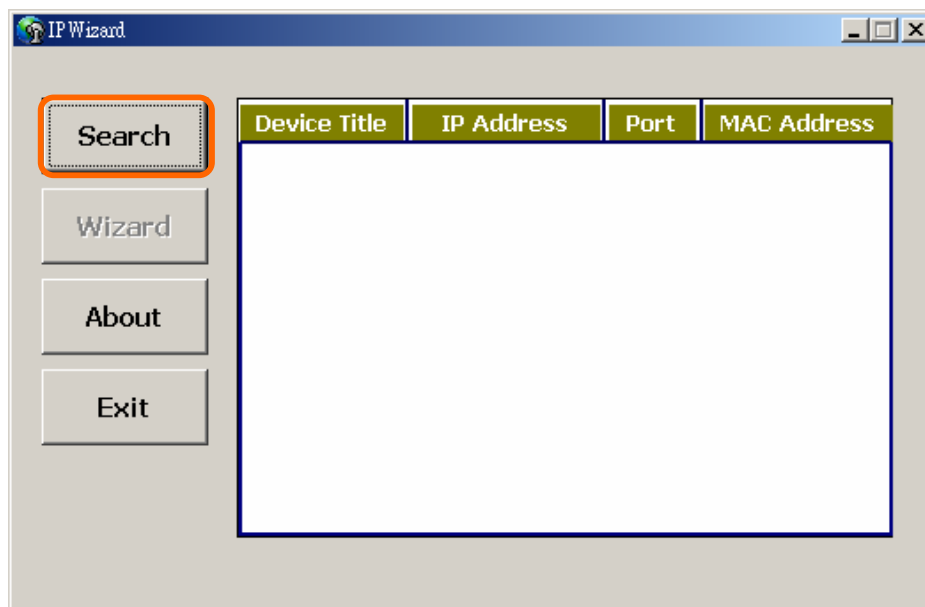 IP Wizard
Search
Wizard
About
Exit
Device Title IP Address Port MAC Address